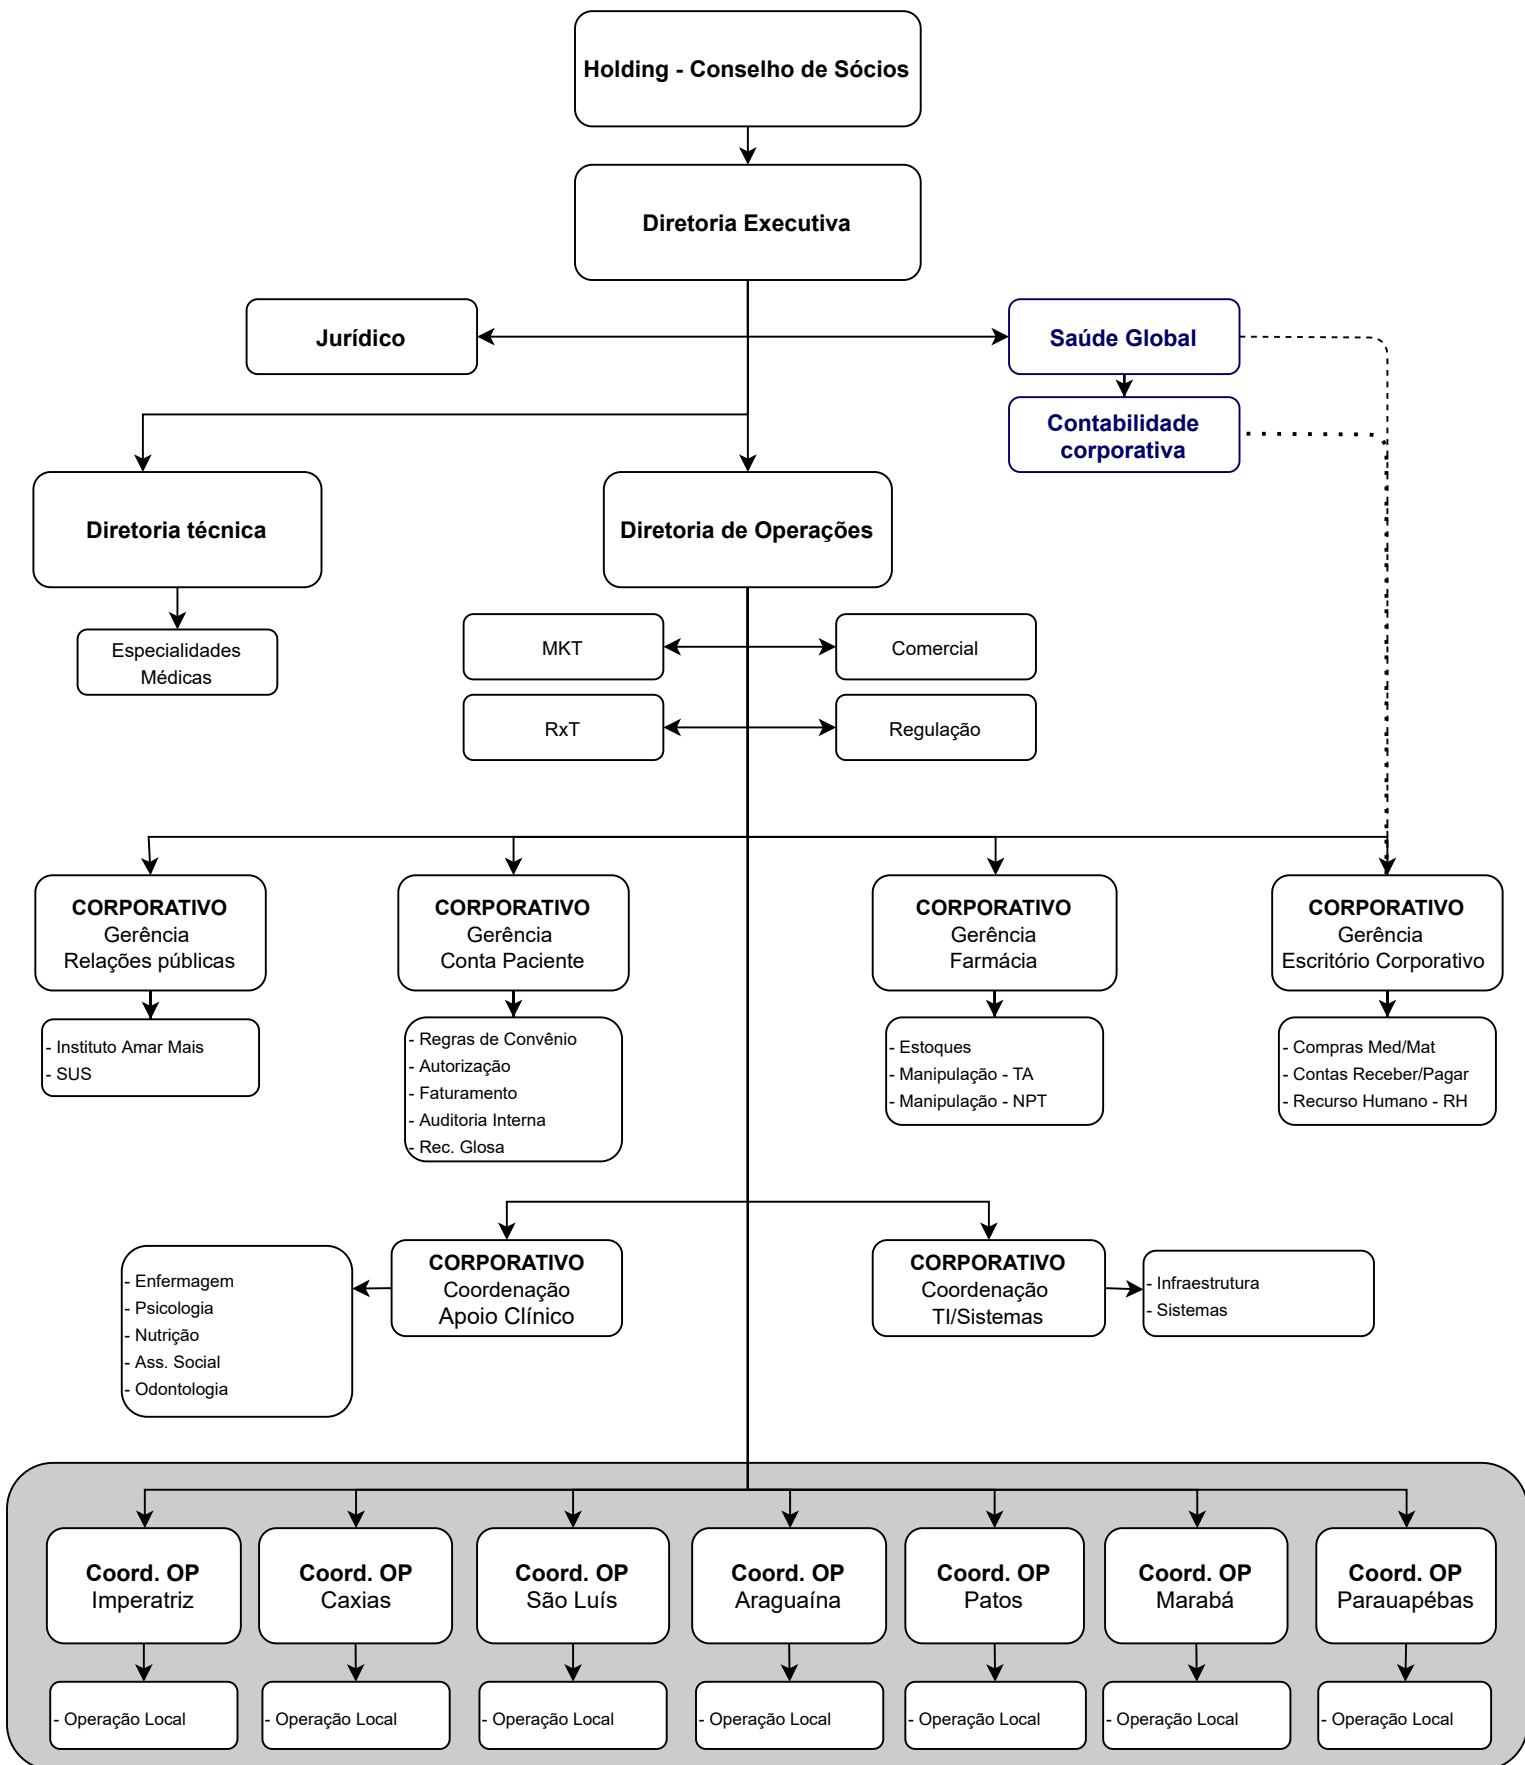 Holding - Conselho de Sócios
Diretoria Executiva
Jurídico
Saúde Global
Contabilidade
corporativa
Diretoria técnica
Diretoria de Operações
Especialidades
Médicas
MKT
Comercial
RxT
Regulação
CORPORATIVO
Gerência
Relações públicas
CORPORATIVO
Gerência
Conta Paciente
CORPORATIVO
Gerência
Farmácia
CORPORATIVO
Gerência
Escritório Corporativo
- Instituto Amar Mais
- SUS
- Regras de Convênio
- Autorização
- Faturamento
- Auditoria Interna
- Rec. Glosa
- Estoques
- Manipulação - TA
- Manipulação - NPT
- Compras Med/Mat
- Contas Receber/Pagar
- Recurso Humano - RH
- Enfermagem
- Psicologia
- Nutrição
- Ass. Social
- Odontologia
CORPORATIVO
Coordenação
Apoio Clínico
CORPORATIVO
Coordenação
TI/Sistemas
- Infraestrutura
- Sistemas
Coord. OP
Imperatriz
Coord. OP
Caxias
Coord. OP
São Luís
Coord. OP
Araguaína
Coord. OP
Patos
Coord. OP
Marabá
Coord. OP
Parauapébas
- Operação Local
- Operação Local
- Operação Local
- Operação Local
- Operação Local
- Operação Local
- Operação Local